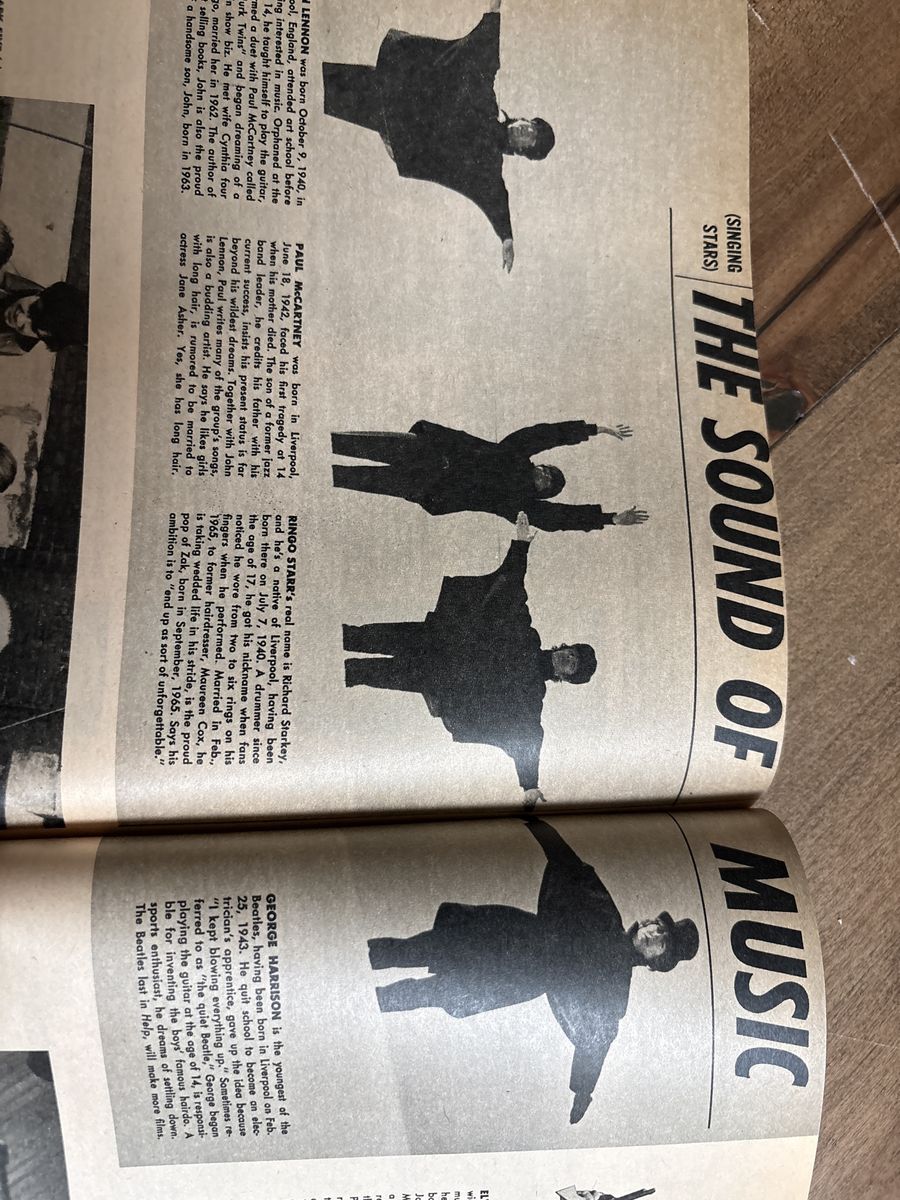 (SINGING
STARS)
THE SOUND OF
MUSIC
LENNON was born October 9, 1940, in
England, attended art school before
interested in music. Orphaned at the
14, he taught himself to play the guitar,
a duet with Paul McCartney called
Twins" and began dreaming of a
show biz. He met wife Cynthia four
married her in 1962. The author of
selling books, John is also the proud
a handsome son, John, born in 1963.
PAUL McCARTNEY was born in Liverpool,
June 18, 1942, faced his first tragedy at 14
when his mother died. The son of a former jazz
band leader, he credits his father with his
current success, insists his present status is far
beyond his wildest dreams. Together with John
Lennon, Paul writes many of the group's songs,
is also a budding artist. He says he likes girls
with long hair, is rumored to be married to
actress Jane Asher. Yes, she has long hair.
RINGO STARR's real name is Richard Starkey,
and he's a native of Liverpool, having been
born there on July 7, 1940. A drummer since
the age of 17, he got his nickname when fans
noticed he wore from two to six rings on his
fingers when he performed. Married in Feb.,
1965, to former hairdresser, Maureen Cox, he
is taking wedded life in his stride, is the proud
pop of Zak, born in September, 1965. Says his
ambition is to "end up as sort of unforgettable."
GEORGE HARRISON is the youngest of the
Beatles, having been born in Liverpool on Feb.
25, 1943. He quit school to become an elec-
trician's apprentice, gave up the idea because
"I kept blowing everything up." Sometimes re-
ferred to as "the quiet Beatle," George began
playing the guitar at the age of 14, is responsi-
ble for inventing the boys' famous hairdo. A
sports enthusiast, he dreams of settling down.
The Beatles last in Help, will make more films.